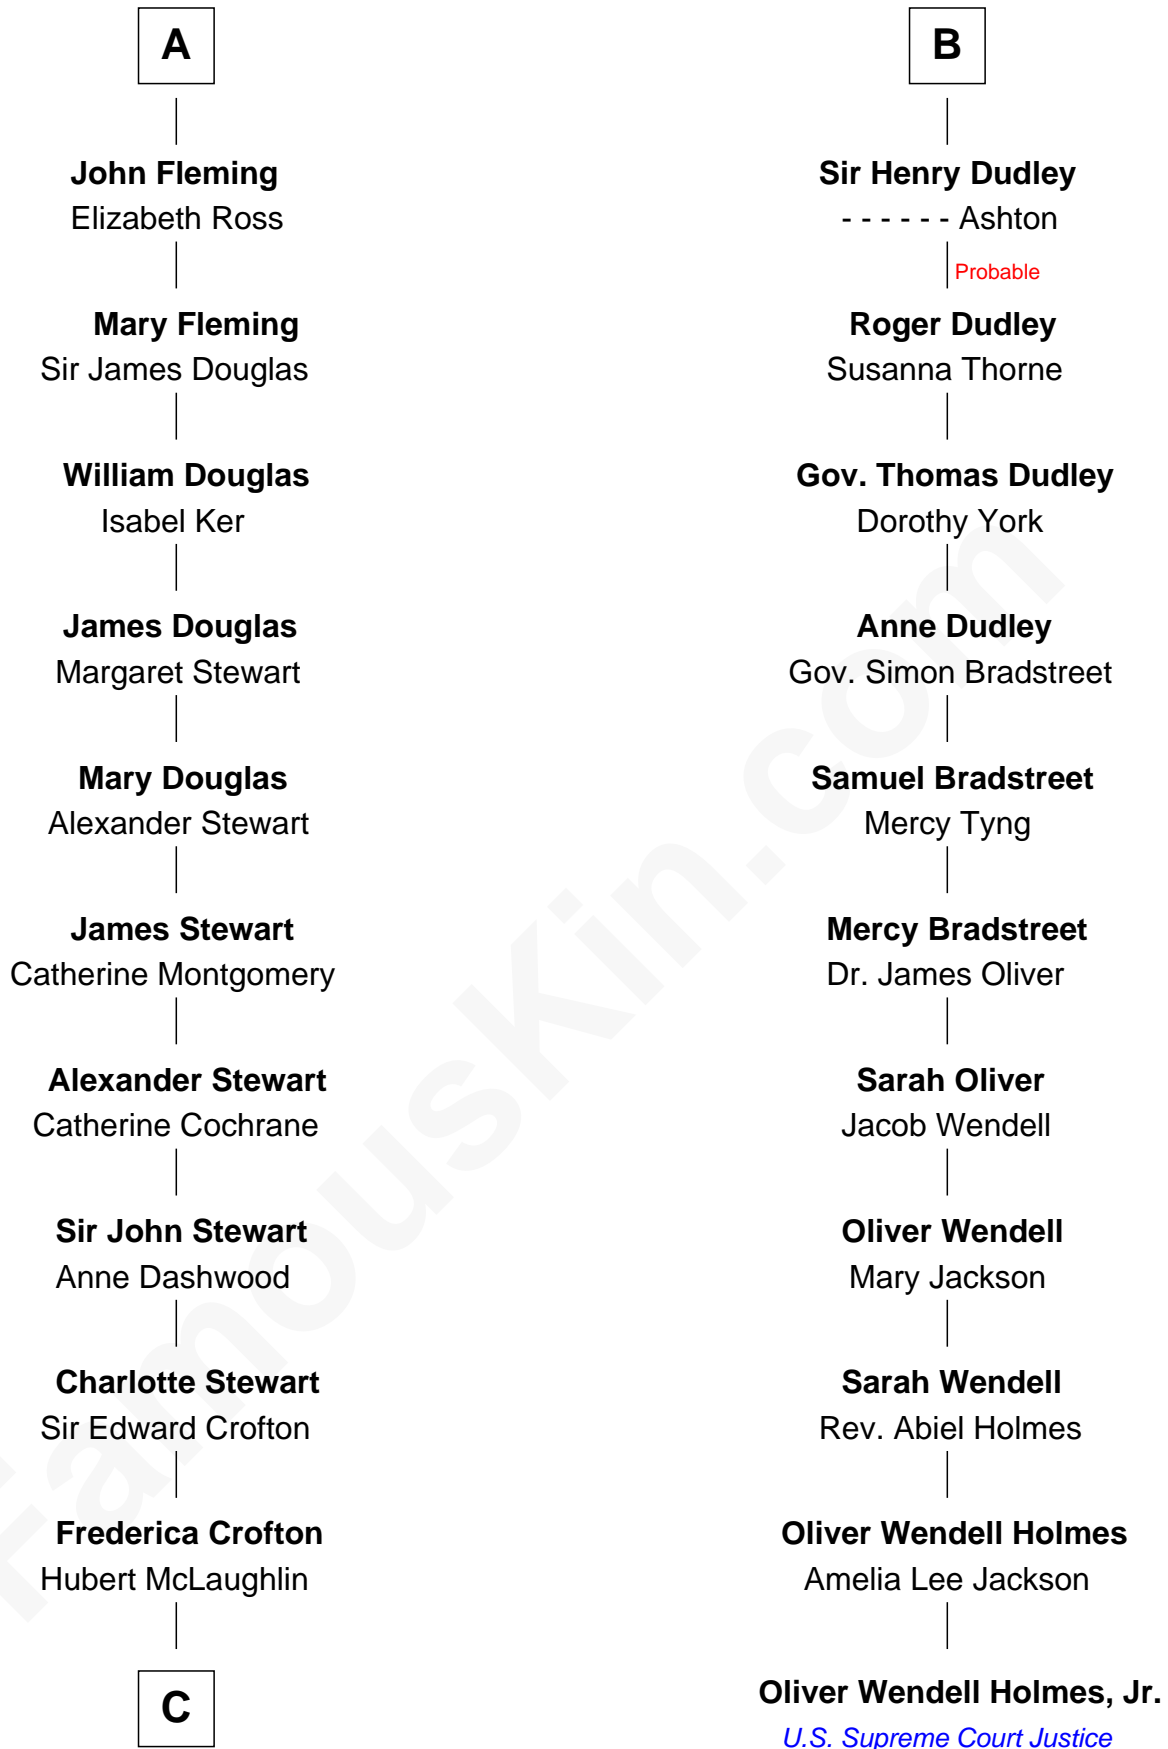 A
John Fleming
Elizabeth Ross
Mary Fleming
Sir James Douglas
William Douglas
Isabel Ker
James Douglas
Margaret Stewart
Mary Douglas
Alexander Stewart
James Stewart
Catherine Montgomery
Alexander Stewart
Catherine Cochrane
Sir John Stewart
Anne Dashwood
Charlotte Stewart
Sir Edward Crofton
Frederica Crofton
Hubert McLaughlin
C
B
Sir Henry Dudley
- - - - - - Ashton
Probable
Roger Dudley
Susanna Thorne
Gov. Thomas Dudley
Dorothy York
Anne Dudley
Gov. Simon Bradstreet
Samuel Bradstreet
Mercy Tyng
Mercy Bradstreet
Dr. James Oliver
Sarah Oliver
Jacob Wendell
Oliver Wendell
Mary Jackson
Sarah Wendell
Rev. Abiel Holmes
Oliver Wendell Holmes
Amelia Lee Jackson
Oliver Wendell Holmes, Jr.
U.S. Supreme Court Justice
FamousKin.com